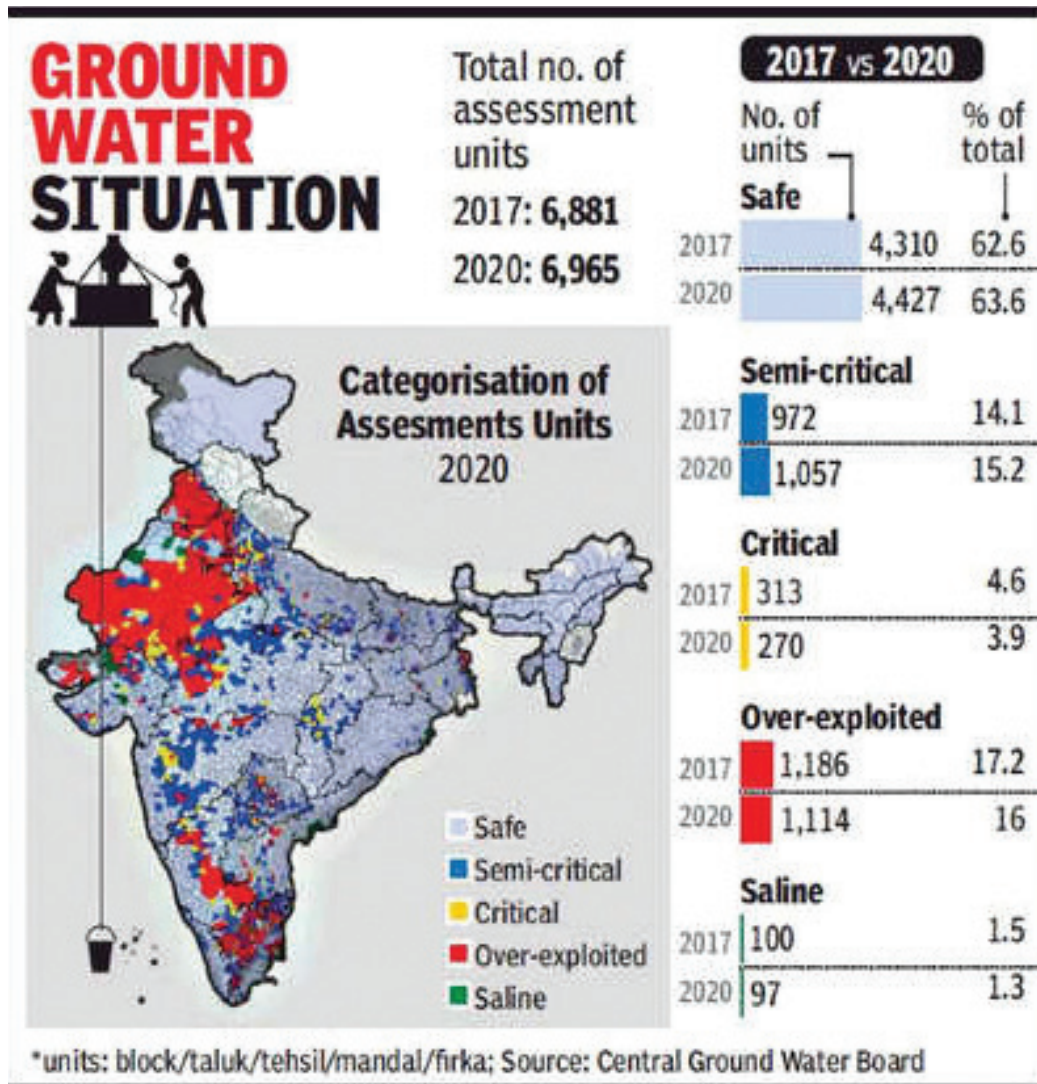 GROUND
WATER
SITUATION
Total no. of
assessment
units
2017: 6,881
2020: 6,965
2017 vs 2020
No. of units
% of total
Safe
2017 4,310 62.6
2020 4,427 63.6
Semi-critical
2017 972 14.1
2020 1,057 15.2
Critical
2017 313 4.6
2020 270 3.9
Over-exploited
2017 1,186 17.2
2020 1,114 16
Saline
2017 100 1.5
2020 97 1.3
Categorisation of
Assesments Units
2020
Safe
Semi-critical
Critical
Over-exploited
Saline
*units: block/taluk/tehsil/mandal/firka; Source: Central Ground Water Board